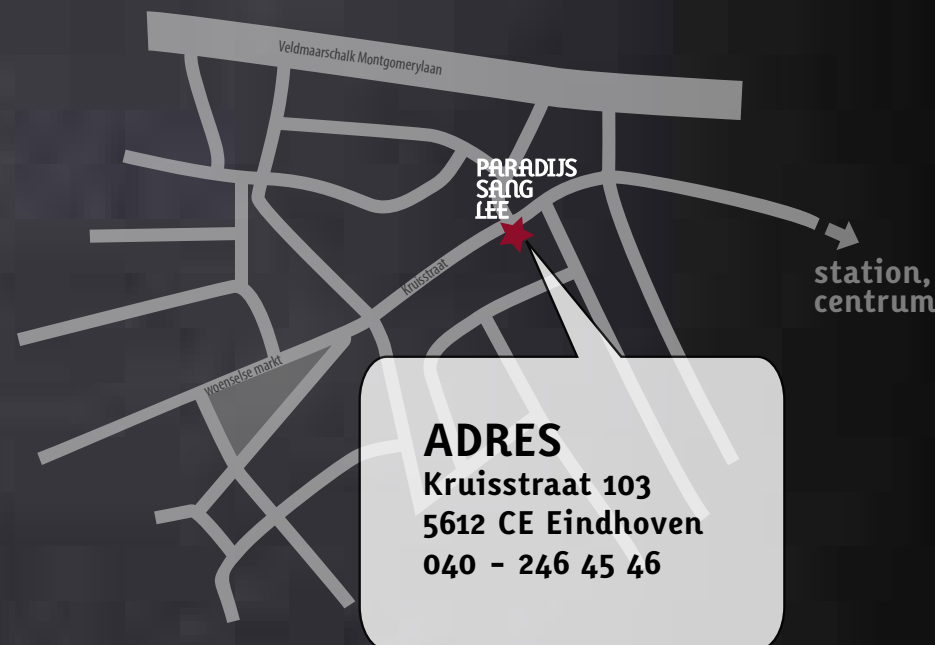 Veldmaarschalk Montgomerylaan
PARADIJS
SANG
LEE
Kruisstraat
station,
centrum
woenselse markt
ADRES
Kruisstraat 103
5612 CE Eindhoven
040 - 246 45 46